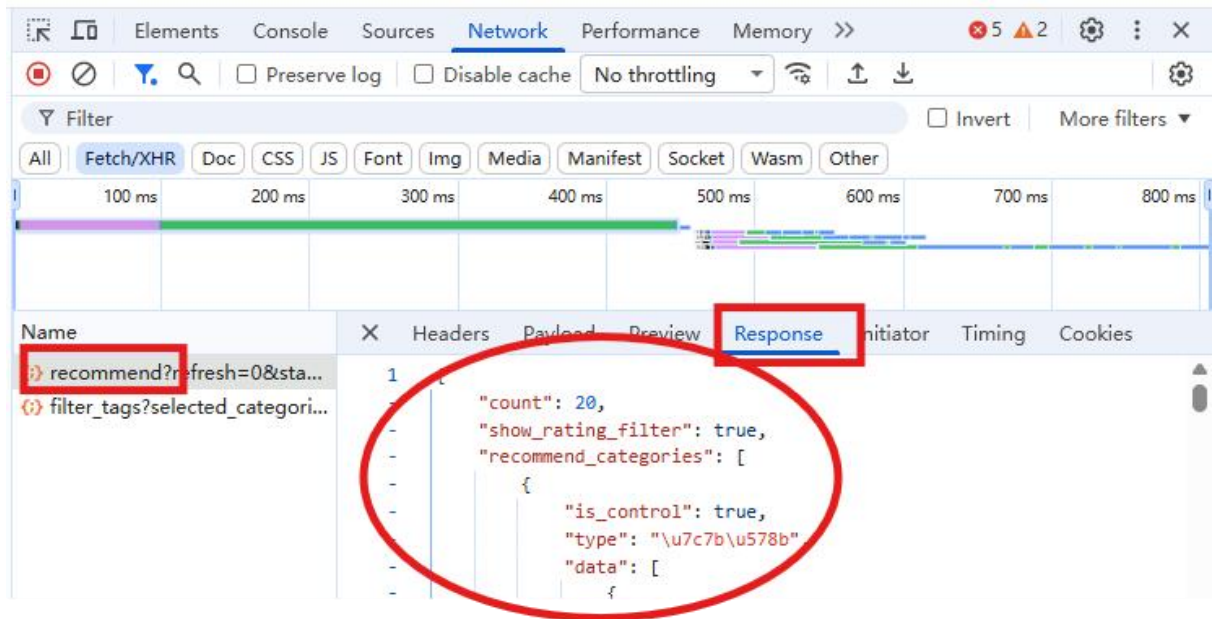 Elements Console Sources Network Performance Memory 5 2
Preserve log Disable cache No throttling
Filter Invert More filters
All Fetch/XHR Doc CSS JS Font Img Media Manifest Socket Wasm Other
100 ms 200 ms 300 ms 400 ms 500 ms 600 ms 700 ms 800 ms
Name Headers Payload Preview Response Initiator Timing Cookies
recommend?refresh=0&sta...
filter_tags?selected_categori...
1 {
- "count": 20,
- "show_rating_filter": true,
- "recommend_categories": [
- {
- "is_control": true,
- "type": "\u7c7b\u578b",
- "data": [
- {